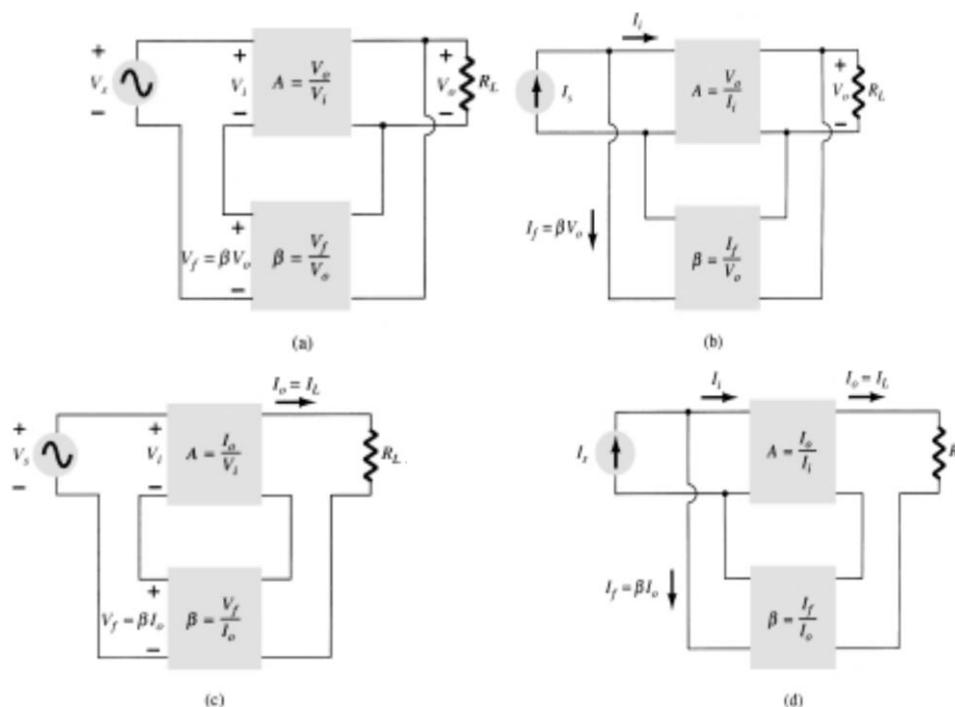 + V_s −
+ V_i −
A = V_o / V_i
+ V_o −
R_L
V_f = βV_o
+ −
β = V_f / V_o
(a)
I_i
I_s
A = V_o / I_i
+ V_o −
R_L
I_f = βV_o
β = I_f / V_o
(b)
I_o = I_L
+ V_s −
+ V_i −
A = I_o / V_i
R_L
V_f = βI_o
+ −
β = V_f / I_o
(c)
I_i
I_o = I_L
I_s
A = I_o / I_i
R
I_f = βI_o
β = I_f / I_o
(d)